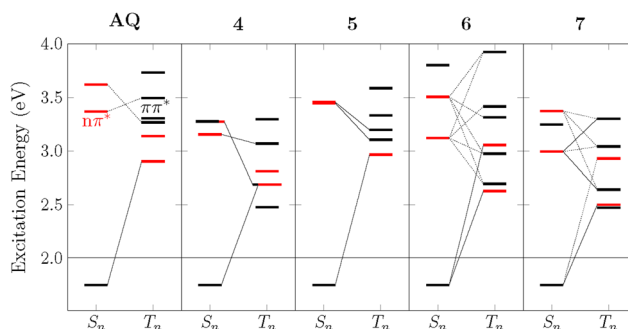 AQ 4 5 6 7
Excitation Energy (eV)
4.0
3.5
3.0
2.5
2.0
nπ*
ππ*
Sₙ Tₙ Sₙ Tₙ Sₙ Tₙ Sₙ Tₙ Sₙ Tₙ